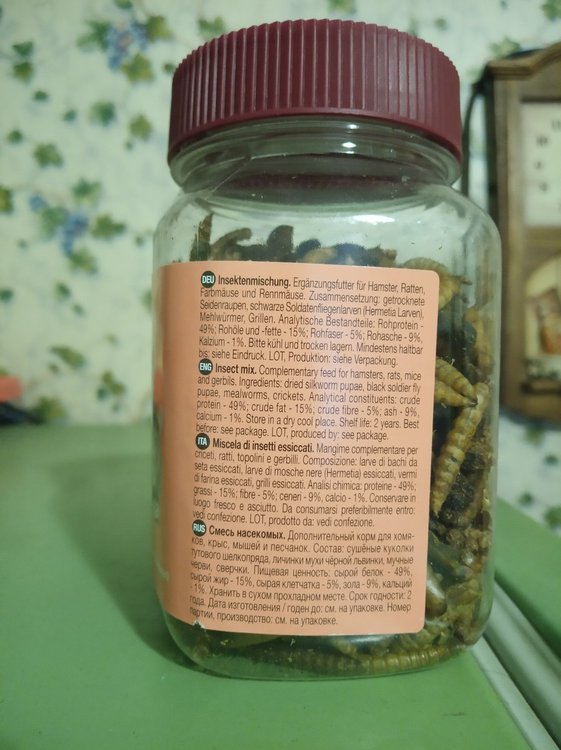 DEU Insektenmischung. Ergänzungsfutter für Hamster, Ratten,
Farbmäuse und Rennmäuse. Zusammensetzung: getrocknete
Seidenraupen, schwarze Soldatenfliegenlarven (Hermetia Larven),
Mehlwürmer, Grillen. Analytische Bestandteile: Rohprotein -
49%; Rohöle und -fette - 15%; Rohfaser - 5%; Rohasche - 9%,
Kalzium - 1%. Bitte kühl und trocken lagern. Mindestens haltbar
bis: siehe Eindruck. LOT, Produktion: siehe Verpackung.
ENG Insect mix. Complementary feed for hamsters, rats, mice
and gerbils. Ingredients: dried silkworm pupae, black soldier fly
pupae, mealworms, crickets. Analytical constituents: crude
protein - 49%; crude fat - 15%; crude fibre - 5%; ash - 9%,
calcium - 1%. Store in a dry cool place. Shelf life: 2 years. Best
before: see package. LOT, produced by: see package.
ITA Miscela di insetti essiccati. Mangime complementare per
criceti, ratti, topolini e gerbilli. Composizione: larve di bachi da
seta essiccati, larve di mosche nere (Hermetia) essiccati, vermi
di farina essiccati, grilli essiccati. Analisi chimica: proteine - 49%;
grassi - 15%; fibre - 5%; ceneri - 9%, calcio - 1%. Conservare in
luogo fresco e asciutto. Da consumarsi preferibilmente entro:
vedi confezione. LOT, prodotto da: vedi confezione.
RUS Смесь насекомых. Дополнительный корм для хомя-
ков, крыс, мышей и песчанок. Состав: сушёные куколки
тутового шелкопряда, личинки мухи чёрной львинки, мучные
черви, сверчки. Пищевая ценность: сырой белок - 49%,
сырой жир - 15%, сырая клетчатка - 5%, зола - 9%, кальций
- 1%. Хранить в сухом прохладном месте. Срок годности: 2
года. Дата изготовления / годен до: см. на упаковке. Номер
партии, производство: см. на упаковке.